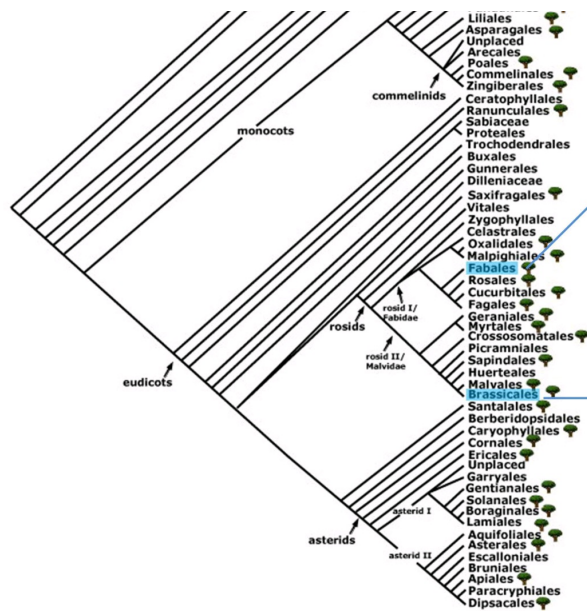 Liliales
Asparagales
Unplaced
Arecales
Poales
Commelinales
Zingiberales
commelinids
Ceratophyllales
Ranunculales
monocots
Sabiaceae
Proteales
Trochodendrales
Buxales
Gunnerales
Dilleniaceae
Saxifragales
Vitales
Zygophyllales
Celastrales
Oxalidales
Malpighiales
Fabales
Rosales
Cucurbitales
Fagales
rosid I/
Fabidae
Geraniales
rosids
Myrtales
Crossosomatales
Picramniales
rosid II/
Malvidae
Sapindales
Huerteales
eudicots
Malvales
Brassicales
Santalales
Berberidopsidales
Caryophyllales
Cornales
Ericales
Unplaced
Garryales
Gentianales
Solanales
asterid I
Boraginales
Lamiales
asterids
Aquifoliales
Asterales
asterid II
Escalloniales
Bruniales
Apiales
Paracryphiales
Dipsacales